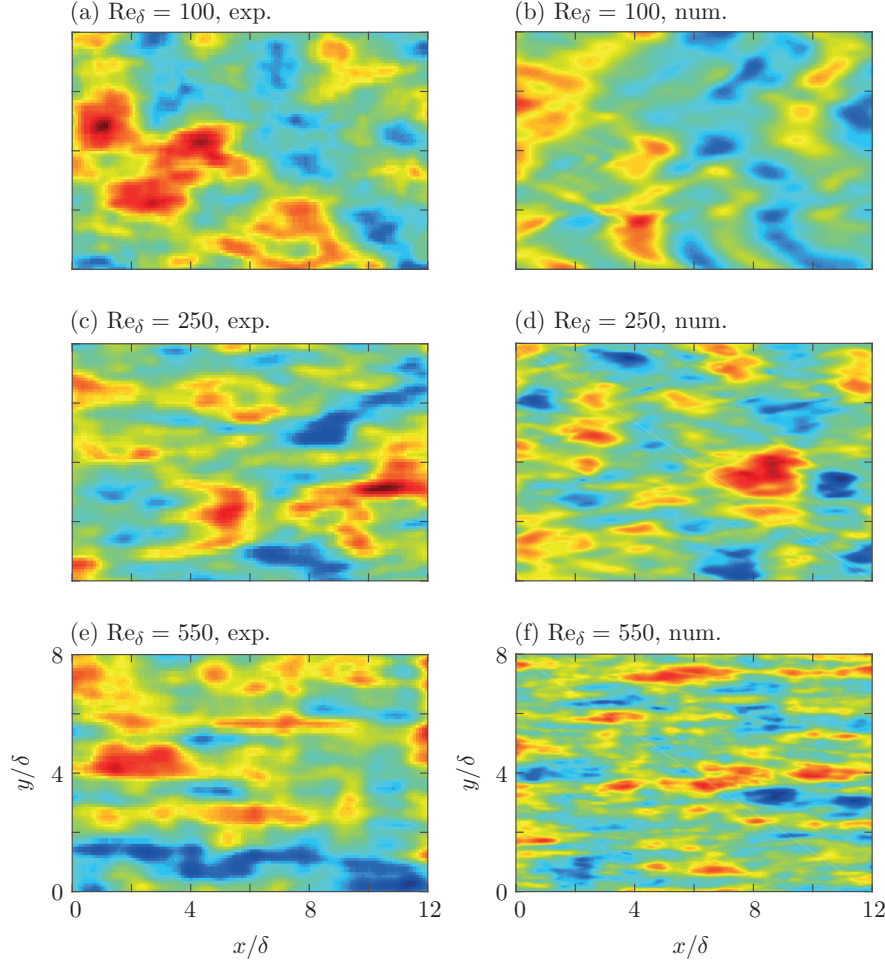 (a) Re_δ = 100, exp.
(b) Re_δ = 100, num.
(c) Re_δ = 250, exp.
(d) Re_δ = 250, num.
(e) Re_δ = 550, exp.
(f) Re_δ = 550, num.
8
4
0
y/δ
0 4 8 12
x/δ
8
4
0
y/δ
0 4 8 12
x/δ